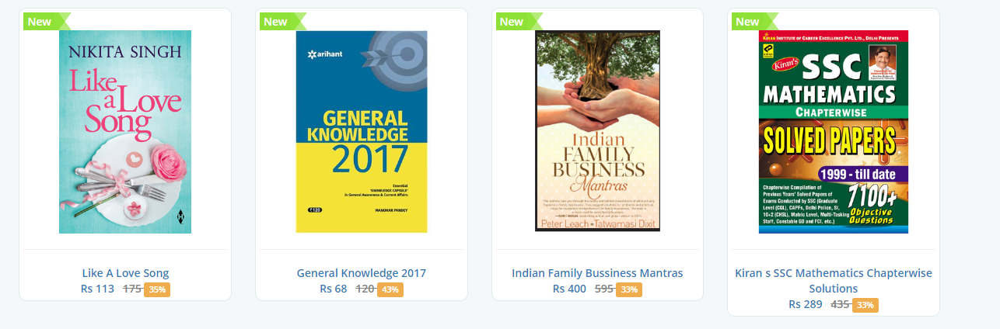 New
NIKITA SINGH
Like
a Love
Song
Like A Love Song
Rs 113 175 35%
New
arihant
GENERAL
KNOWLEDGE
2017
Essential
'KNOWLEDGE CAPSULE'
in General Awareness & Current Affairs
₹120
MANOHAR PANDEY
General Knowledge 2017
Rs 68 120 43%
New
Indian
FAMILY
BUSINESS
Mantras
Peter Leach • Tatwamasi Dixit
Indian Family Bussiness Mantras
Rs 400 595 33%
New
KIRAN INSTITUTE OF CAREER EXCELLENCE PVT. LTD., DELHI PRESENTS
Kiran's
SSC
MATHEMATICS
CHAPTERWISE
SOLVED PAPERS
1999 - till date
Chapterwise Compilation of
Previous Years' Solved Papers of
Exams Conducted by SSC (Graduate
Level (CGL), CAPFs, Delhi Police, SI,
10+2 (CHSL), Matric Level, Multi-Tasking
Staff, Constable GD and FCI, etc.)
7100+
Objective
Questions
Kiran s SSC Mathematics Chapterwise
Solutions
Rs 289 435 33%